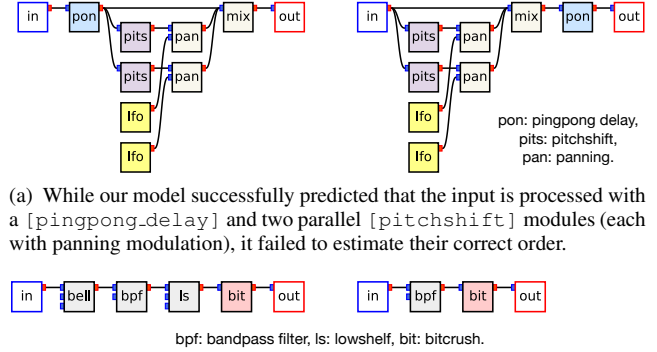 in pon pits pits lfo lfo pan pan mix out
in pits pits lfo lfo pan pan mix pon out
pon: pingpong delay,
pits: pitchshift,
pan: panning.
(a) While our model successfully predicted that the input is processed with
a [pingpong_delay] and two parallel [pitchshift] modules (each
with panning modulation), it failed to estimate their correct order.
in bell bpf ls bit out
in bpf bit out
bpf: bandpass filter, ls: lowshelf, bit: bitcrush.